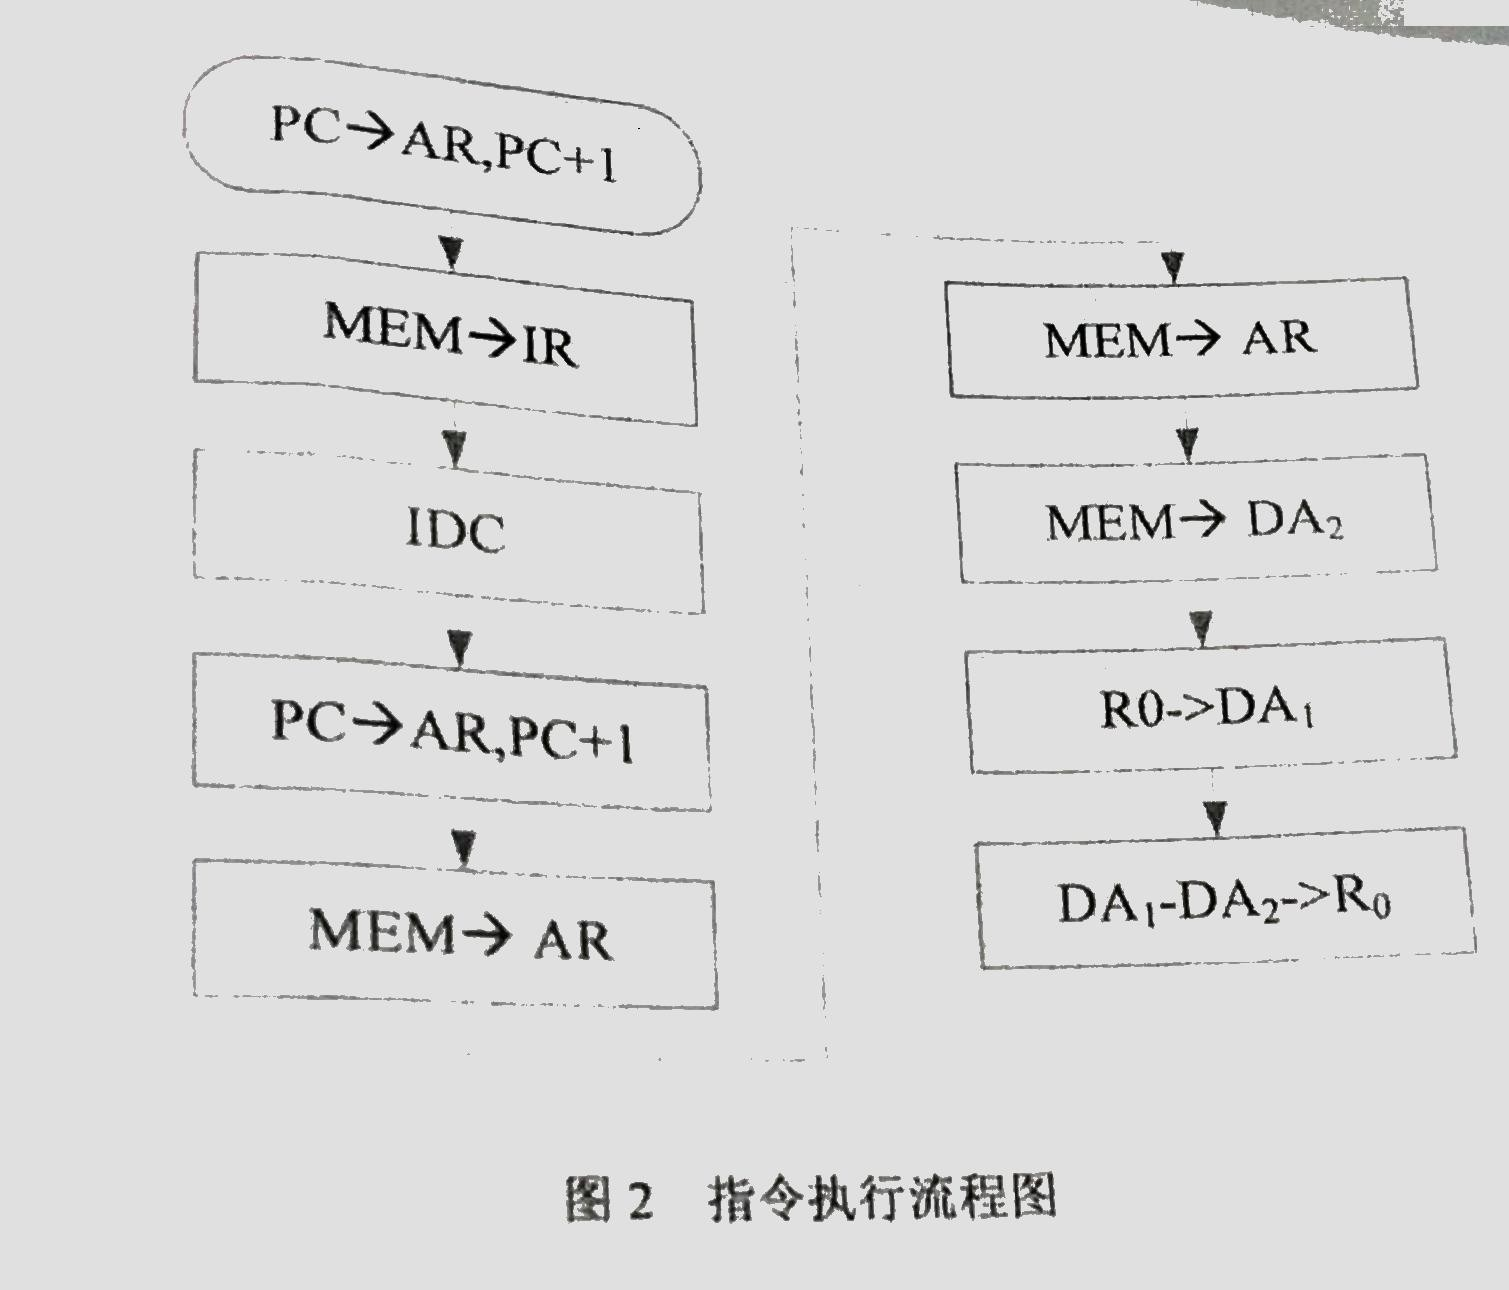 PC→AR,PC+1
MEM→IR
IDC
PC→AR,PC+1
MEM→ AR
MEM→ AR
MEM→ DA₂
R0->DA₁
DA₁-DA₂->R₀
图 2 指令执行流程图